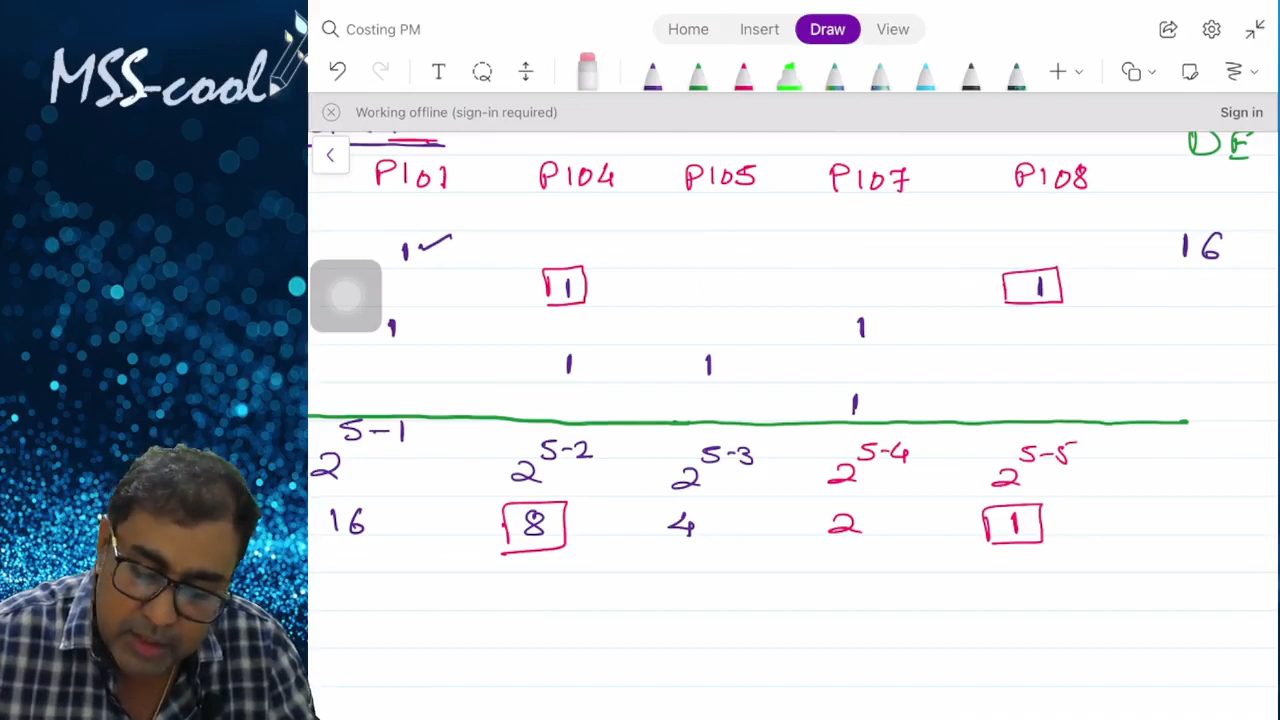 MSS-cool
Costing PM
Home Insert Draw View
T
Working offline (sign-in required)
Sign in
DE
P101 P104 P105 P107 P108
1 ✓ 16
1 1
1 1
1 1
1
2^5-1 2^5-2 2^5-3 2^5-4 2^5-5
16 8 4 2 1